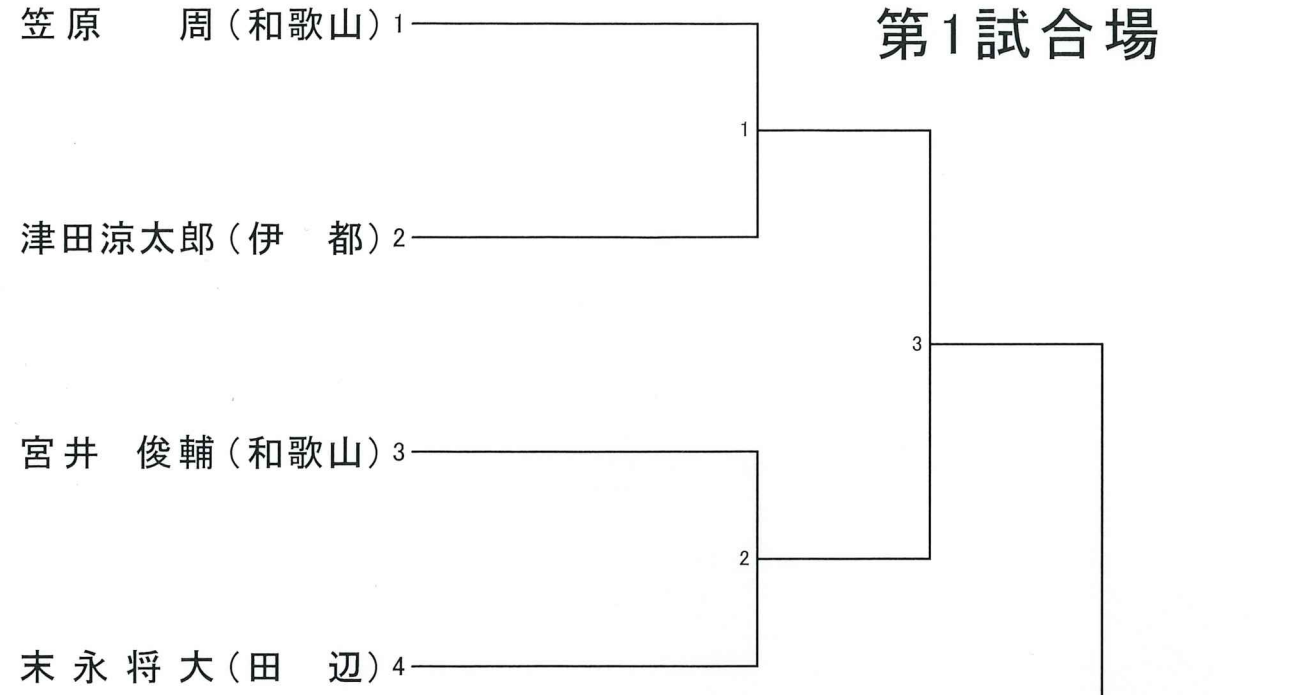 笠原　　周（和歌山）1
第1試合場
1
津田涼太郎（伊　都）2
3
宮井　俊輔（和歌山）3
2
末永将大（田　辺）4